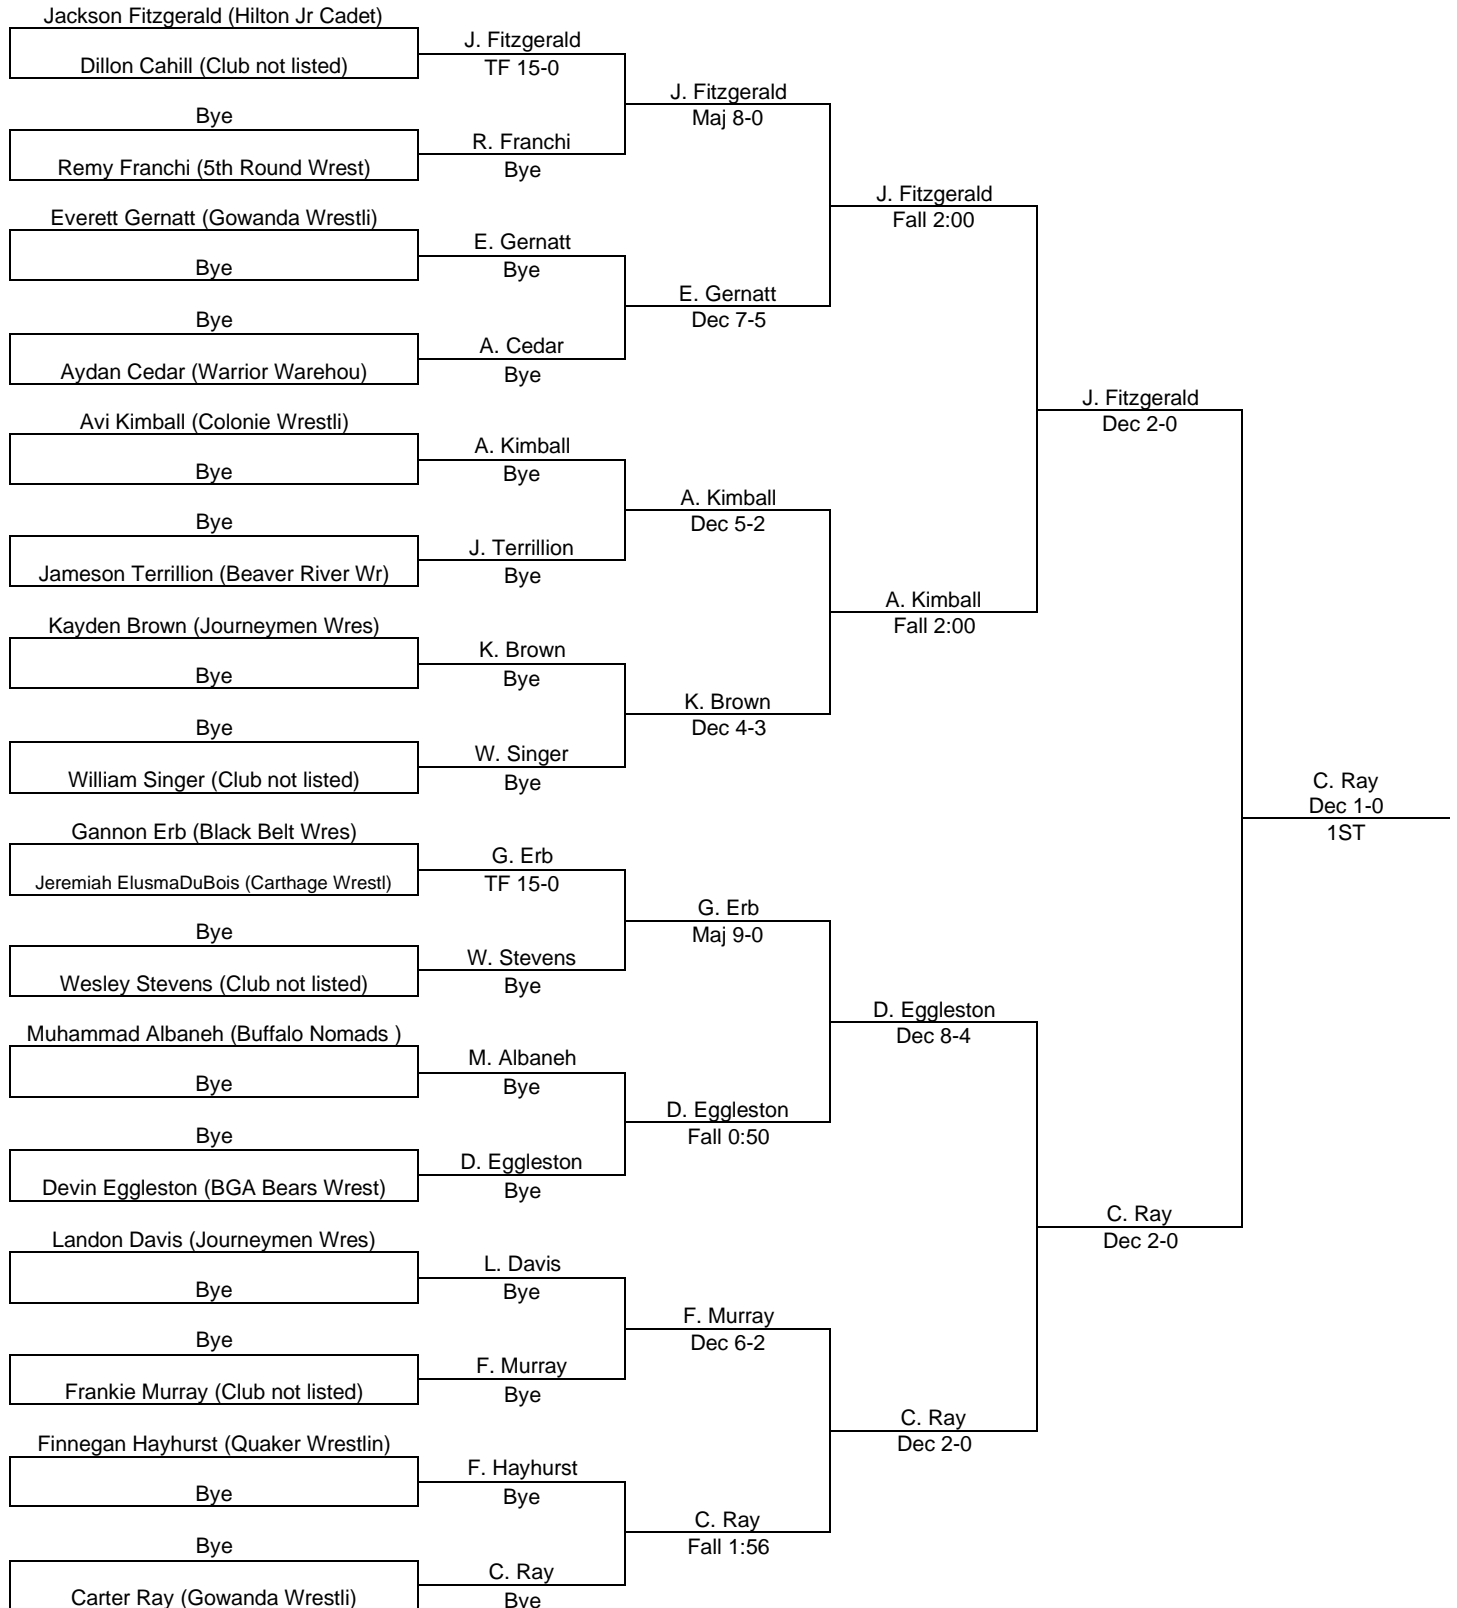 Jackson Fitzgerald (Hilton Jr Cadet)
Dillon Cahill (Club not listed)
Bye
Remy Franchi (5th Round Wrest)
Everett Gernatt (Gowanda Wrestli)
Bye
Bye
Aydan Cedar (Warrior Warehou)
Avi Kimball (Colonie Wrestli)
Bye
Bye
Jameson Terrillion (Beaver River Wr)
Kayden Brown (Journeymen Wres)
Bye
Bye
William Singer (Club not listed)
Gannon Erb (Black Belt Wres)
Jeremiah ElusmaDuBois (Carthage Wrestl)
Bye
Wesley Stevens (Club not listed)
Muhammad Albaneh (Buffalo Nomads )
Bye
Bye
Devin Eggleston (BGA Bears Wrest)
Landon Davis (Journeymen Wres)
Bye
Bye
Frankie Murray (Club not listed)
Finnegan Hayhurst (Quaker Wrestlin)
Bye
Bye
Carter Ray (Gowanda Wrestli)
J. Fitzgerald
TF 15-0
R. Franchi
Bye
E. Gernatt
Bye
A. Cedar
Bye
A. Kimball
Bye
J. Terrillion
Bye
K. Brown
Bye
W. Singer
Bye
G. Erb
TF 15-0
W. Stevens
Bye
M. Albaneh
Bye
D. Eggleston
Bye
L. Davis
Bye
F. Murray
Bye
F. Hayhurst
Bye
C. Ray
Bye
J. Fitzgerald
Maj 8-0
E. Gernatt
Dec 7-5
A. Kimball
Dec 5-2
K. Brown
Dec 4-3
G. Erb
Maj 9-0
D. Eggleston
Fall 0:50
F. Murray
Dec 6-2
C. Ray
Fall 1:56
J. Fitzgerald
Fall 2:00
A. Kimball
Fall 2:00
D. Eggleston
Dec 8-4
C. Ray
Dec 2-0
J. Fitzgerald
Dec 2-0
C. Ray
Dec 2-0
C. Ray
Dec 1-0
1ST